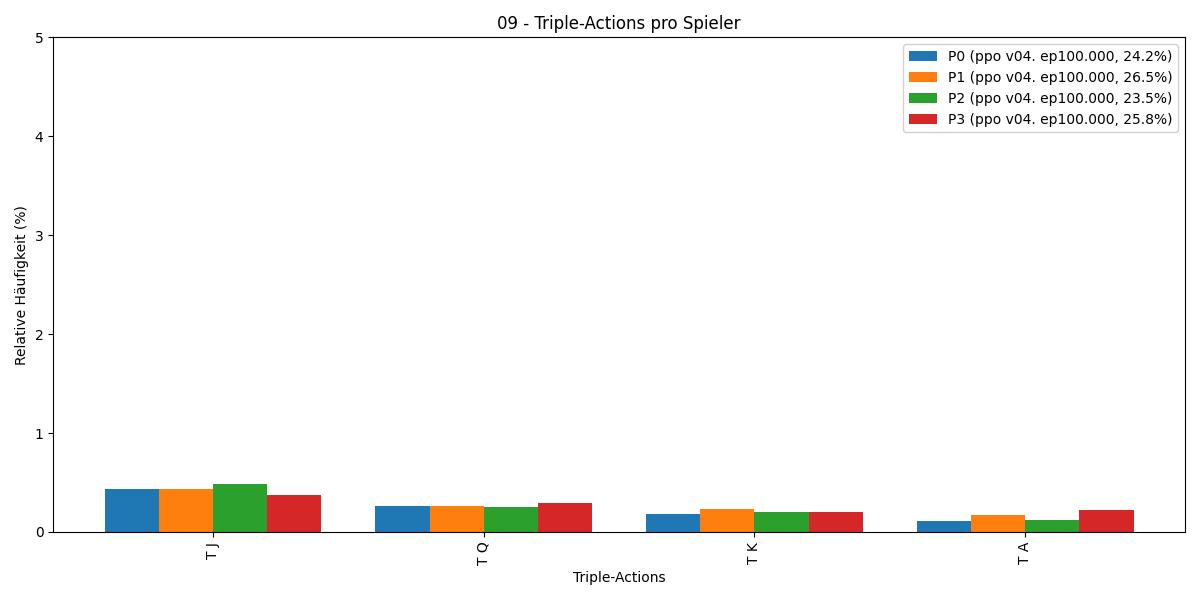 09 - Triple-Actions pro Spieler
P0 (ppo v04. ep100.000, 24.2%)
P1 (ppo v04. ep100.000, 26.5%)
P2 (ppo v04. ep100.000, 23.5%)
P3 (ppo v04. ep100.000, 25.8%)
Relative Häufigkeit (%)
5
4
3
2
1
0
T J
T Q
T K
T A
Triple-Actions